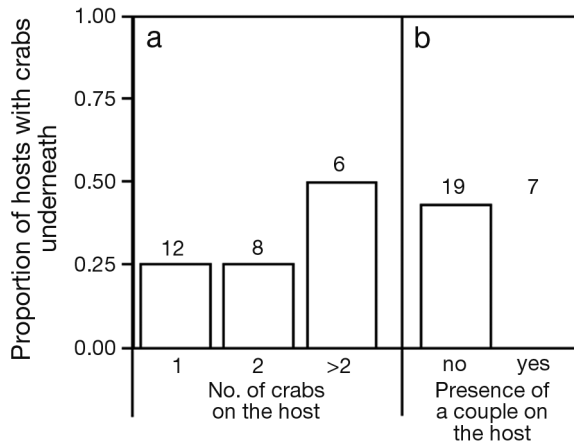 Proportion of hosts with crabs
underneath
1.00
0.75
0.50
0.25
0.00
a
12
8
6
1
2
>2
No. of crabs
on the host
b
19
7
no
yes
Presence of
a couple on
the host